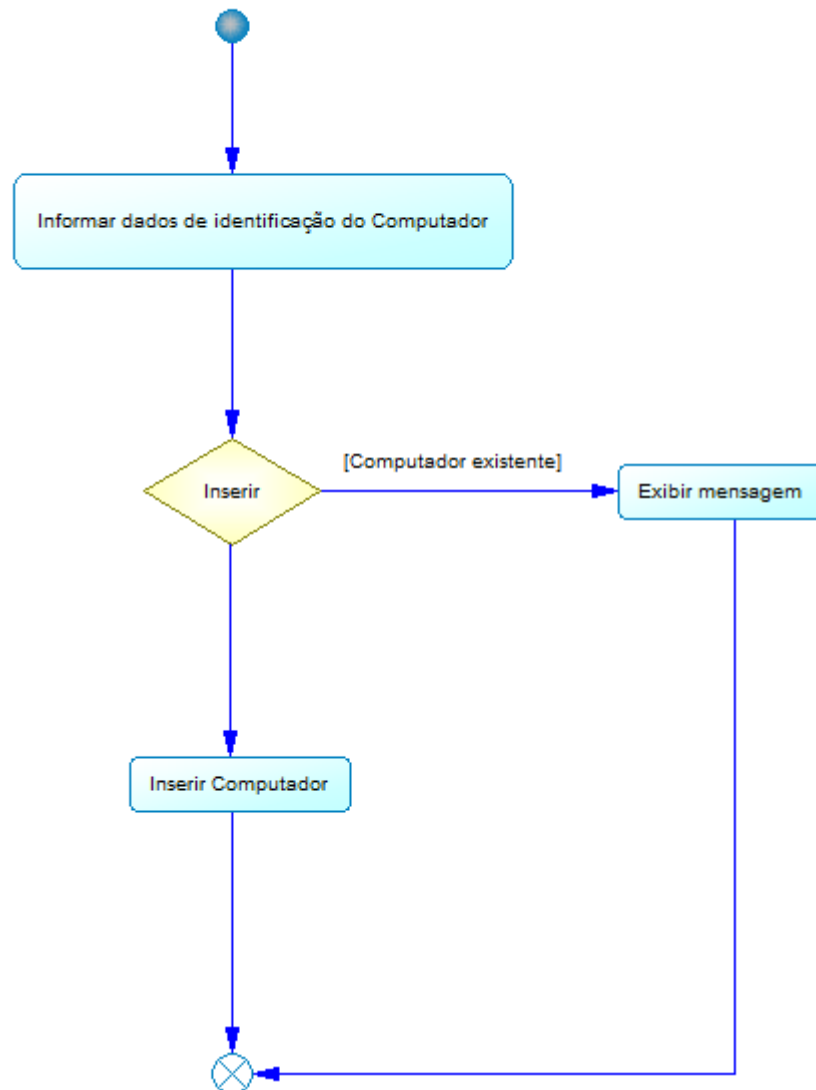 Informar dados de identificação do Computador
[Computador existente]
Inserir
Exibir mensagem
Inserir Computador